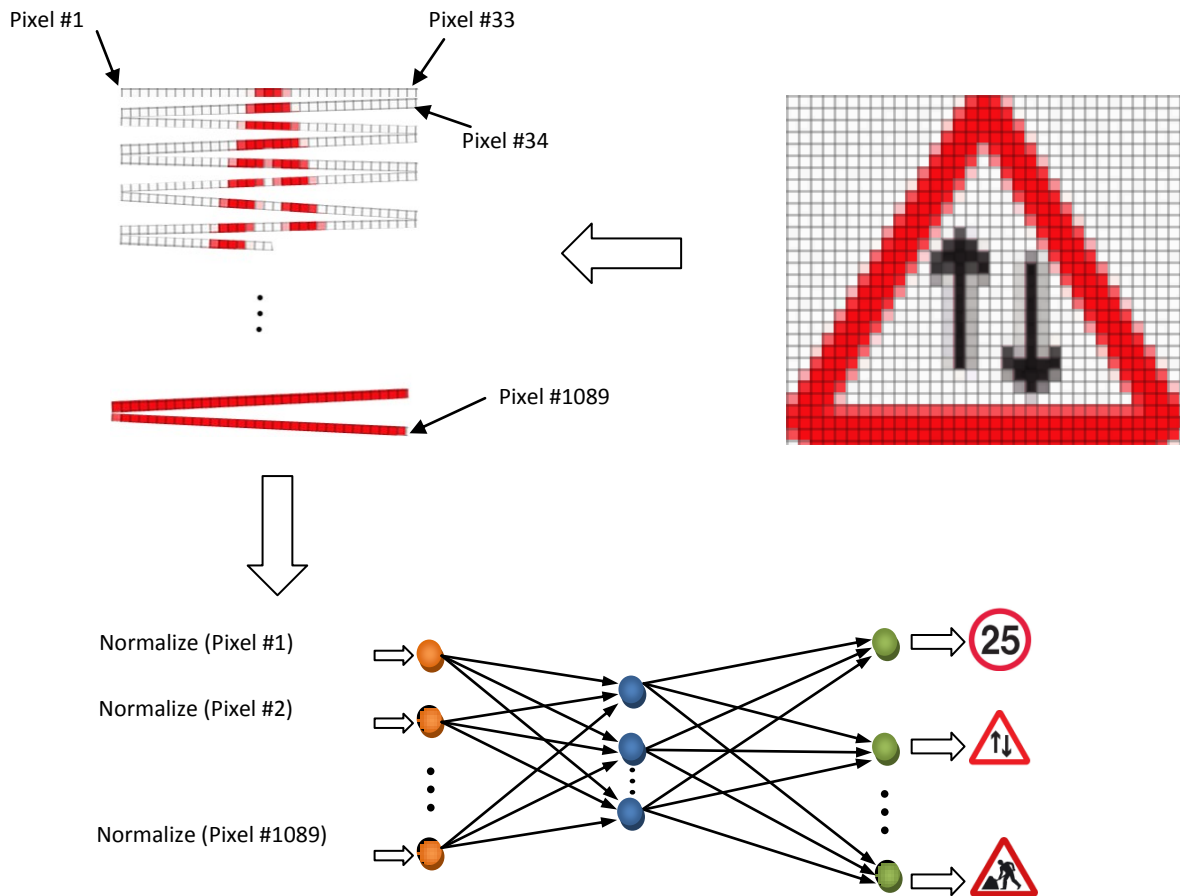 Pixel #1
Pixel #33
Pixel #34
Pixel #1089
Normalize (Pixel #1)
25
Normalize (Pixel #2)
Normalize (Pixel #1089)